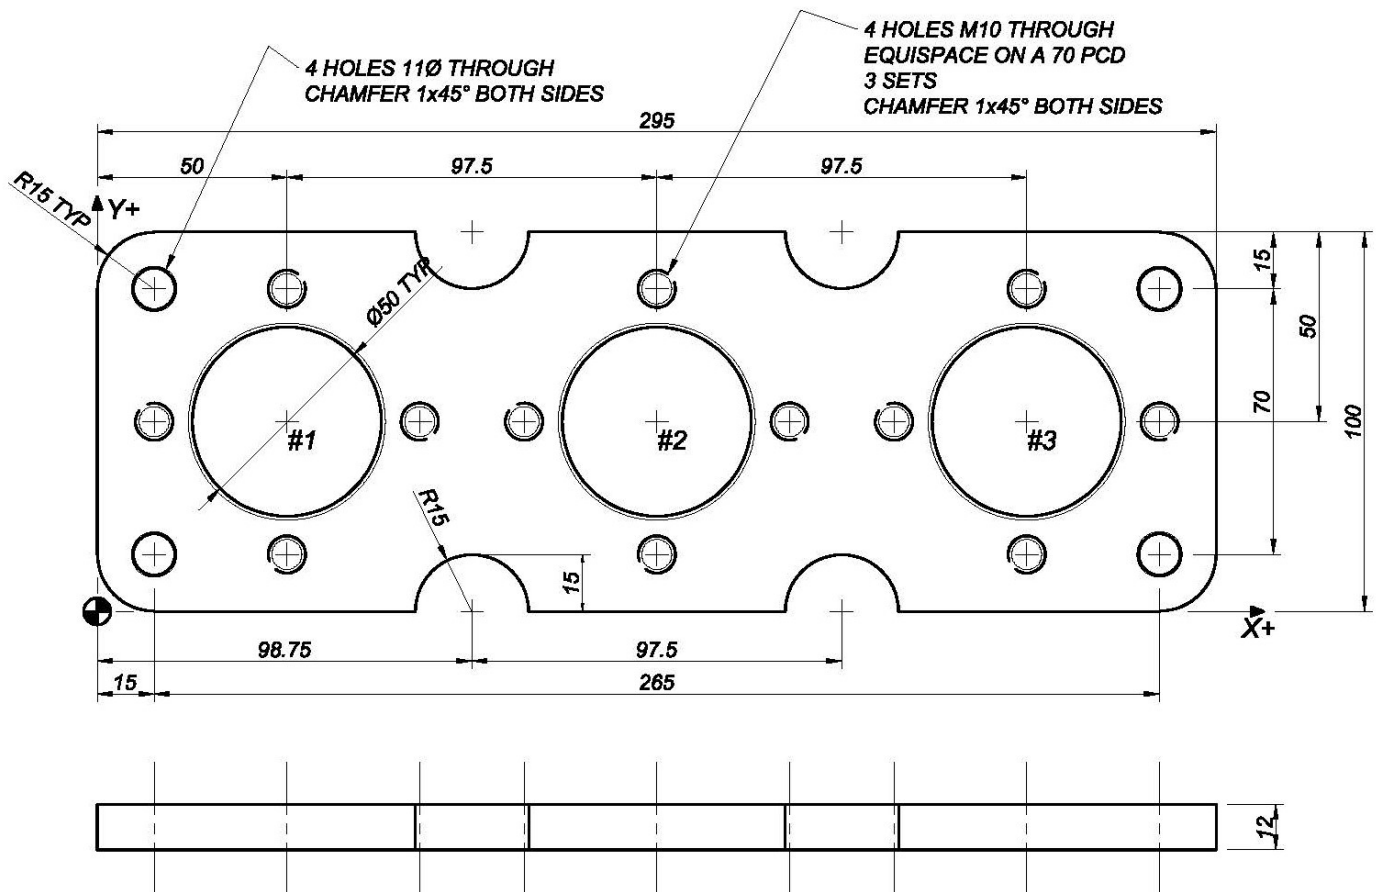 4 HOLES M10 THROUGH
EQUISPACE ON A 70 PCD
3 SETS
CHAMFER 1x45° BOTH SIDES
4 HOLES 11Ø THROUGH
CHAMFER 1x45° BOTH SIDES
295
50
97.5
97.5
R15 TYP
Y+
15
50
Ø50 TYP
70
100
#1
#2
#3
R15
15
X+
98.75
97.5
15
265
12